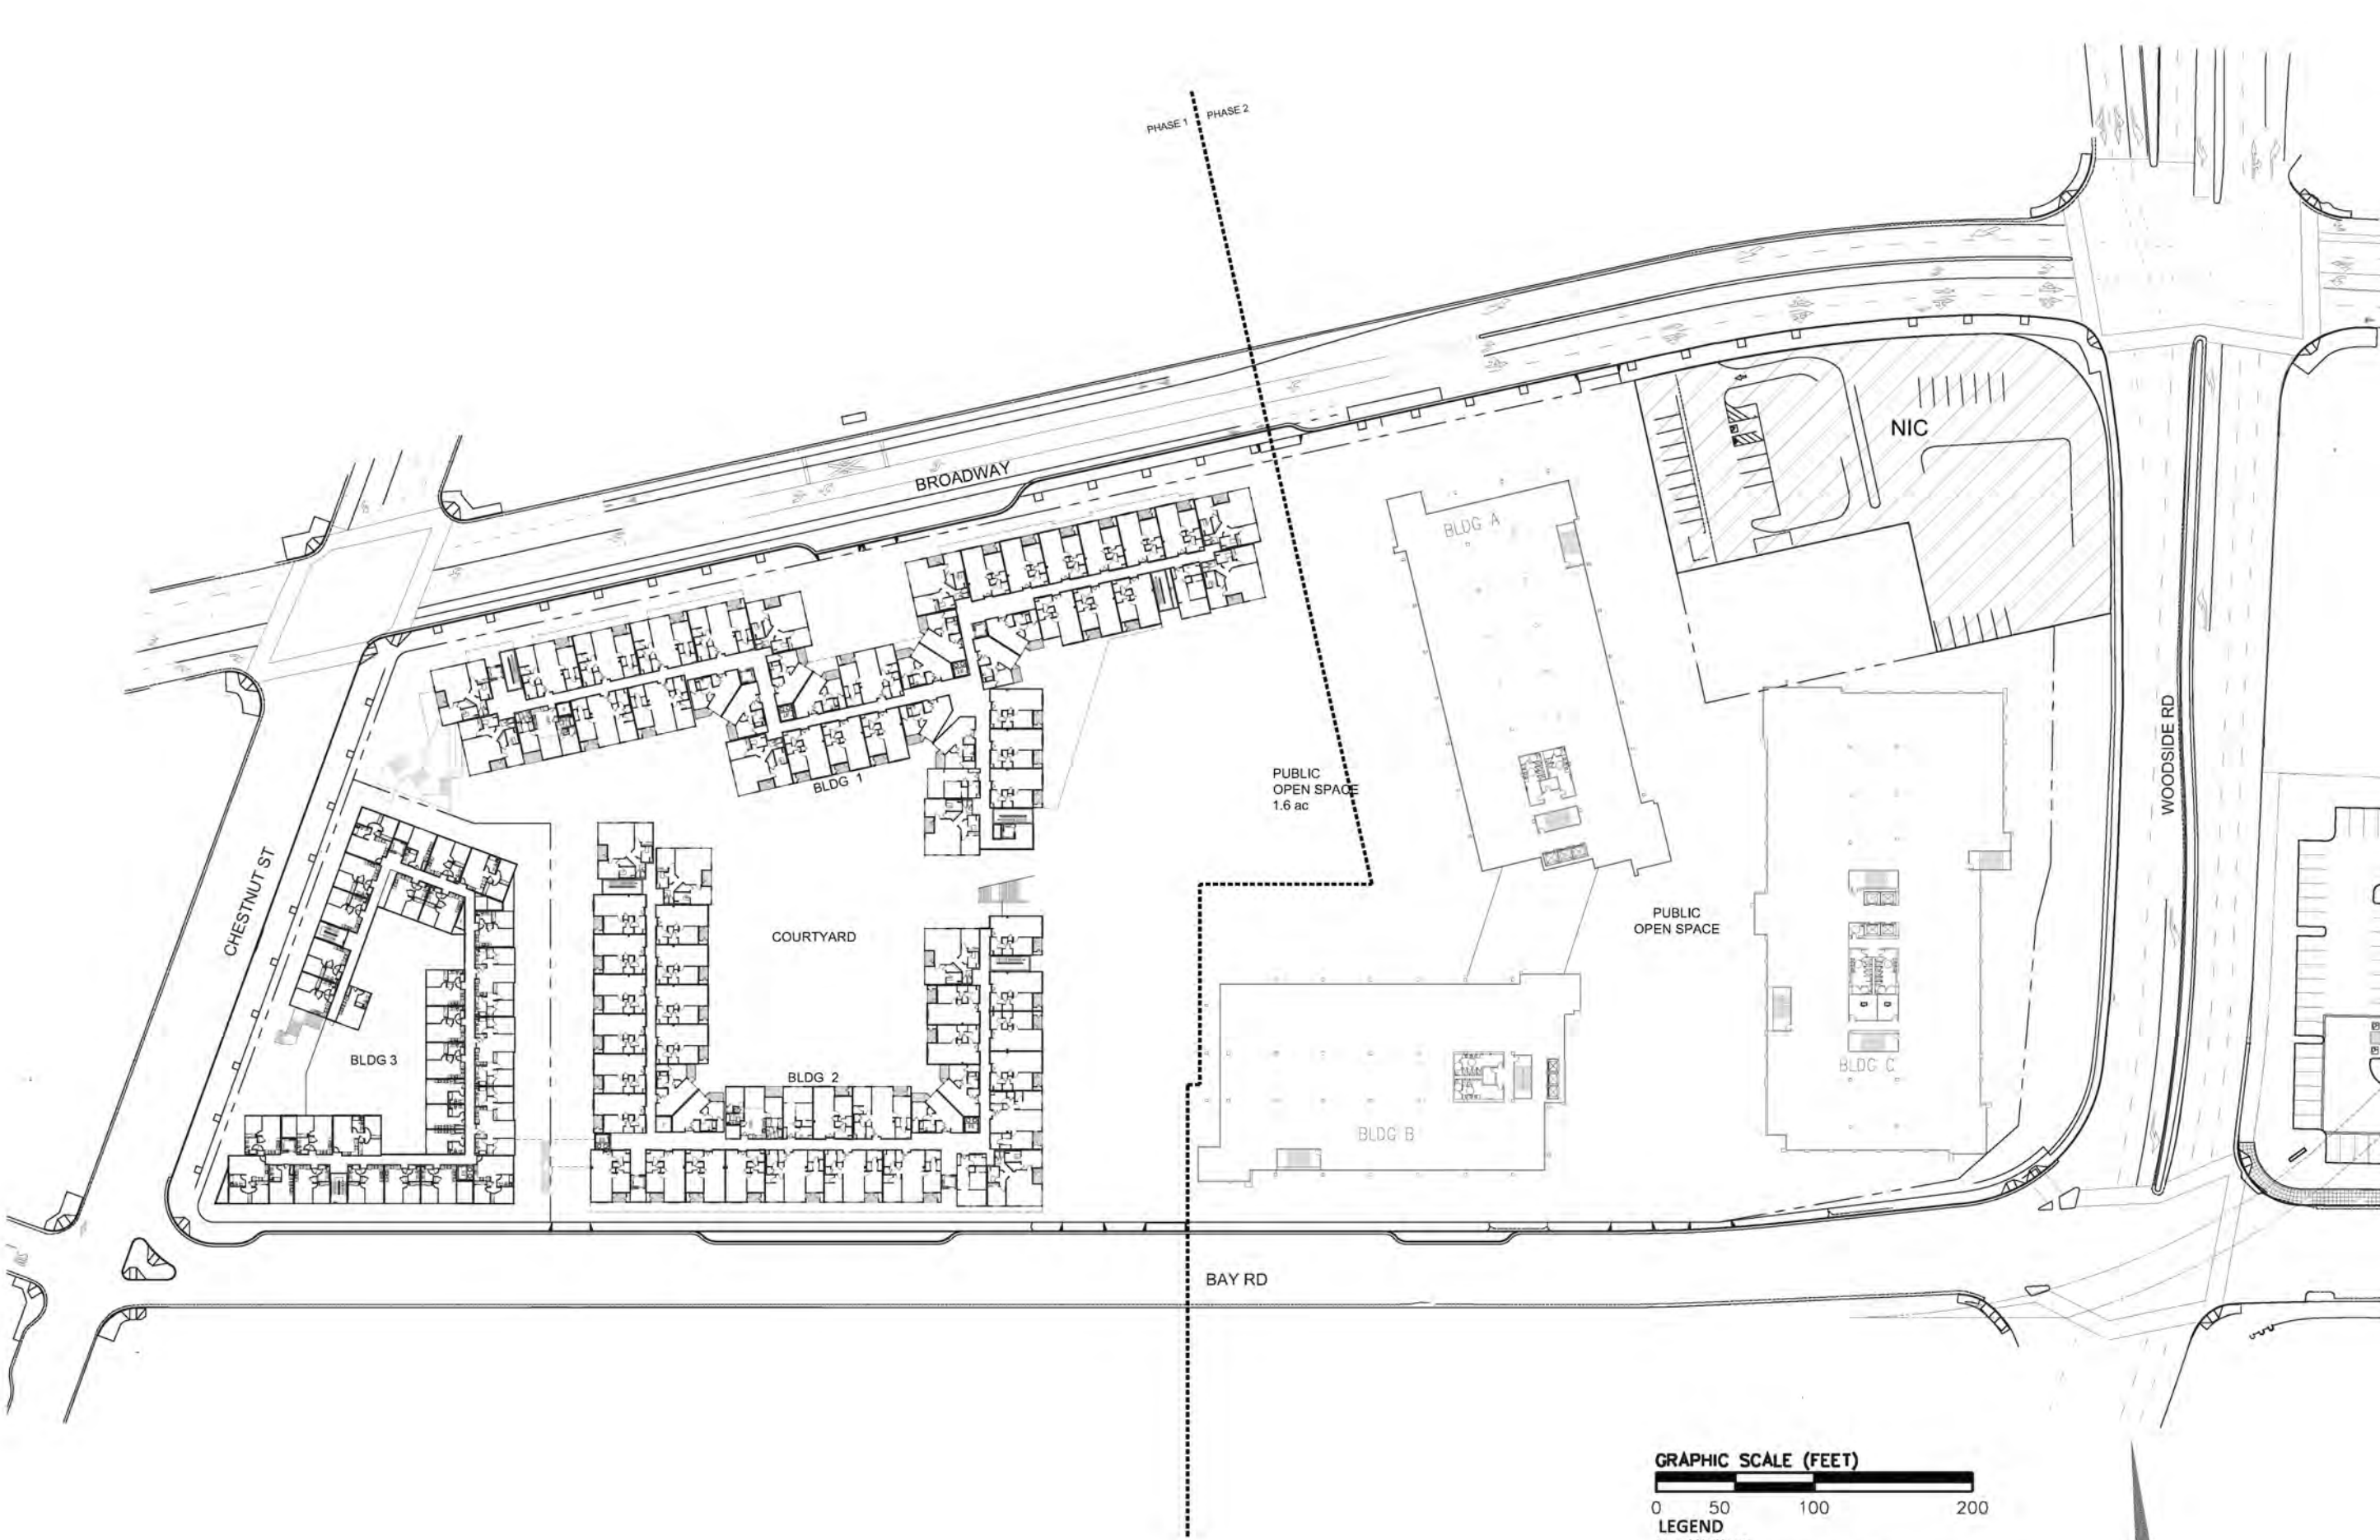 PHASE 1
PHASE 2
BROADWAY
NIC
BLDG A
WOODSIDE RD
BLDG 1
PUBLIC
OPEN SPACE
1.6 ac
CHESTNUT ST
COURTYARD
PUBLIC
OPEN SPACE
BLDG 3
BLDG 2
BLDG C
BLDG B
BAY RD
GRAPHIC SCALE (FEET)
0 50 100 200
LEGEND